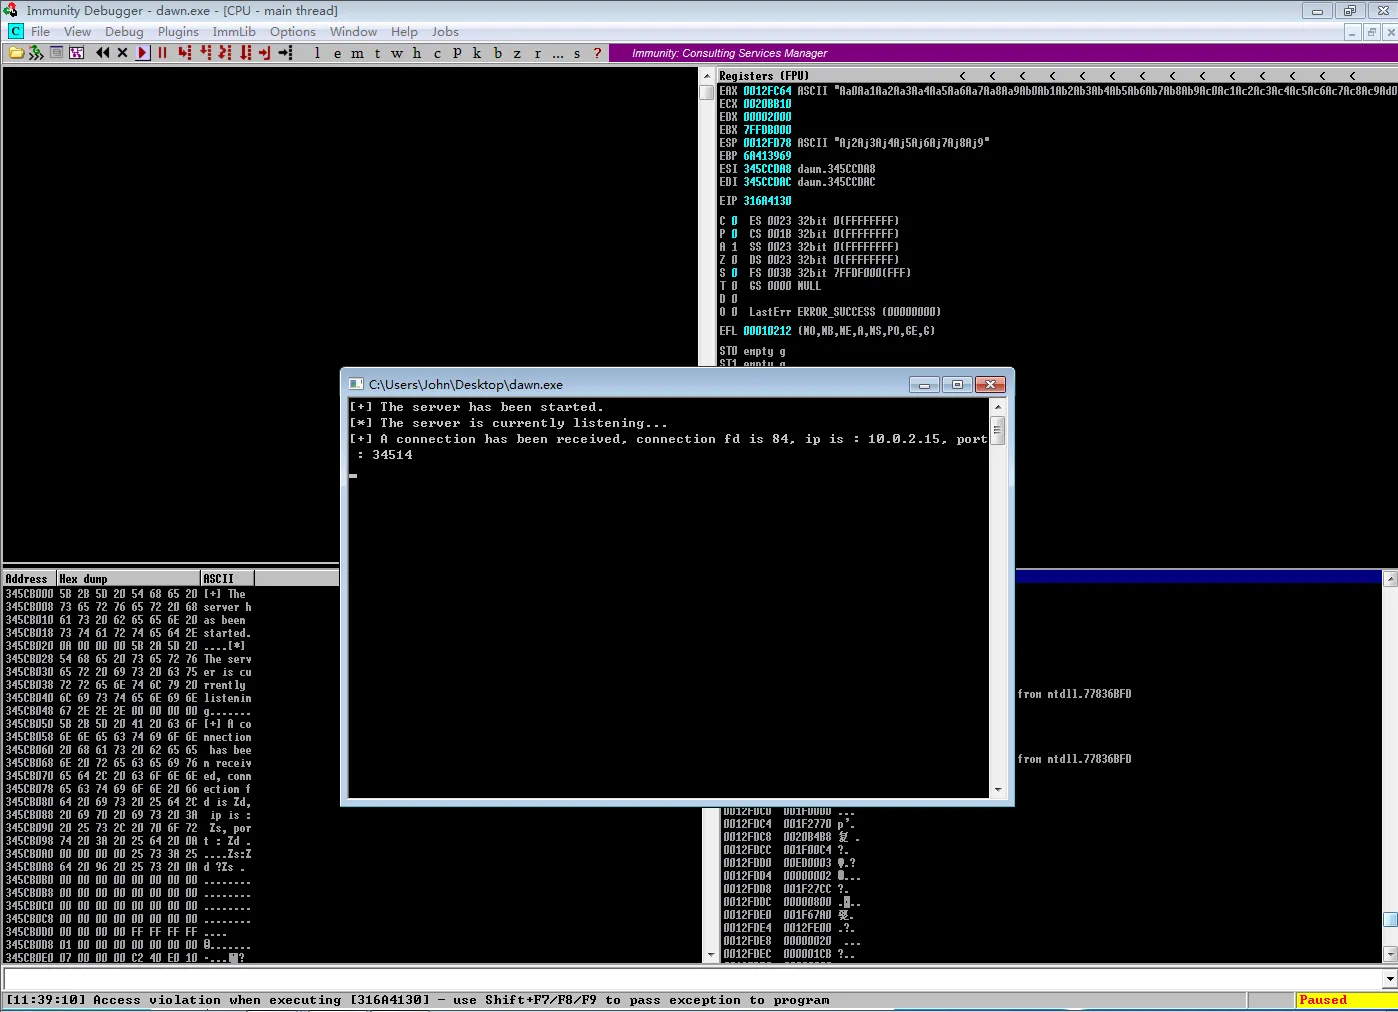 Immunity Debugger - dawn.exe - [CPU - main thread]
C File View Debug Plugins ImmLib Options Window Help Jobs
l e m t w h c P k b z r ... s ?
Immunity: Consulting Services Manager
Registers (FPU) < < < < < < < < < < < < < <
EAX 0012FC64 ASCII "Aa0Aa1Aa2Aa3Aa4Aa5Aa6Aa7Aa8Aa9Ab0Ab1Ab2Ab3Ab4Ab5Ab6Ab7Ab8Ab9Ac0Ac1Ac2Ac3Ac4Ac5Ac6Ac7Ac8Ac9Ad0
ECX 0020BB10
EDX 00002000
EBX 7FFDB000
ESP 0012FD78 ASCII "Aj2Aj3Aj4Aj5Aj6Aj7Aj8Aj9"
EBP 6A413969
ESI 345CCDA8 dawn.345CCDA8
EDI 345CCDAC dawn.345CCDAC
EIP 316A4130
C 0 ES 0023 32bit 0(FFFFFFFF)
P 0 CS 001B 32bit 0(FFFFFFFF)
A 1 SS 0023 32bit 0(FFFFFFFF)
Z 0 DS 0023 32bit 0(FFFFFFFF)
S 0 FS 003B 32bit 7FFDF000(FFF)
T 0 GS 0000 NULL
D 0
O 0 LastErr ERROR_SUCCESS (00000000)
EFL 00010212 (NO,NB,NE,A,NS,PO,GE,G)
ST0 empty g
ST1 empty g
C:\Users\John\Desktop\dawn.exe
[+] The server has been started.
[*] The server is currently listening...
[+] A connection has been received, connection fd is 84, ip is : 10.0.2.15, port
: 34514
Address Hex dump ASCII
345CB000 5B 2B 5D 20 54 68 65 20 [+] The
345CB008 73 65 72 76 65 72 20 68 server h
345CB010 61 73 20 62 65 65 6E 20 as been
345CB018 73 74 61 72 74 65 64 2E started.
345CB020 0A 00 00 00 5B 2A 5D 20 ....[*]
345CB028 54 68 65 20 73 65 72 76 The serv
345CB030 65 72 20 69 73 20 63 75 er is cu
345CB038 72 72 65 6E 74 6C 79 20 rrently
345CB040 6C 69 73 74 65 6E 69 6E listenin
345CB048 67 2E 2E 2E 00 00 00 00 g.......
345CB050 5B 2B 5D 20 41 20 63 6F [+] A co
345CB058 6E 6E 65 63 74 69 6F 6E nnection
345CB060 20 68 61 73 20 62 65 65 has bee
345CB068 6E 20 72 65 63 65 69 76 n receiv
345CB070 65 64 2C 20 63 6F 6E 6E ed, conn
345CB078 65 63 74 69 6F 6E 20 66 ection f
345CB080 64 20 69 73 20 25 64 2C d is %d,
345CB088 20 69 70 20 69 73 20 3A ip is :
345CB090 20 25 73 2C 20 70 6F 72 %s, por
345CB098 74 20 3A 20 25 64 20 0A t : %d .
345CB0A0 00 00 00 00 25 73 3A 25 ....%s:%
345CB0A8 64 20 96 20 25 73 20 0A d ?%s .
345CB0B0 00 00 00 00 00 00 00 00 ........
345CB0B8 00 00 00 00 00 00 00 00 ........
345CB0C0 00 00 00 00 00 00 00 00 ........
345CB0C8 00 00 00 00 00 00 00 00 ........
345CB0D0 00 00 00 00 FF FF FF FF ....
345CB0D8 01 00 00 00 00 00 00 00 .......
345CB0E0 07 00 00 00 C2 40 E0 10
from ntdll.77836BFD
from ntdll.77836BFD
0012FDC4 001F2770 p'.
0012FDC8 0020B4B8
0012FDCC 001F00C4 ?.
0012FDD0 00ED0003 .?
0012FDD4 00000002 ...
0012FDD8 001F27CC ?.
0012FDDC 00000800
0012FDE0 001F67A0
0012FDE4 0012FE00 .?.
0012FDE8 00000020 ...
0012FDEC 000001CB ?..
[11:39:10] Access violation when executing [316A4130] - use Shift+F7/F8/F9 to pass exception to program
Paused